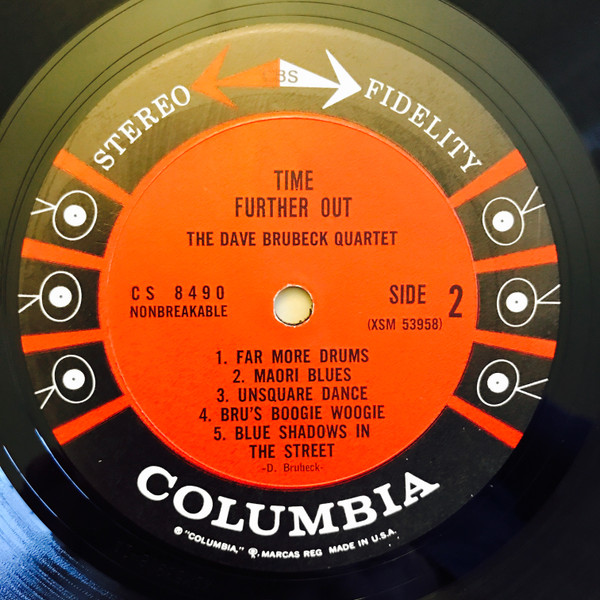 CBS
STEREO FIDELITY
TIME
FURTHER OUT
THE DAVE BRUBECK QUARTET
CS 8490
NONBREAKABLE
SIDE 2
(XSM 53958)
1. FAR MORE DRUMS
2. MAORI BLUES
3. UNSQUARE DANCE
4. BRU'S BOOGIE WOOGIE
5. BLUE SHADOWS IN
THE STREET
-D. Brubeck-
COLUMBIA
® "COLUMBIA," ®, MARCAS REG MADE IN U.S.A.